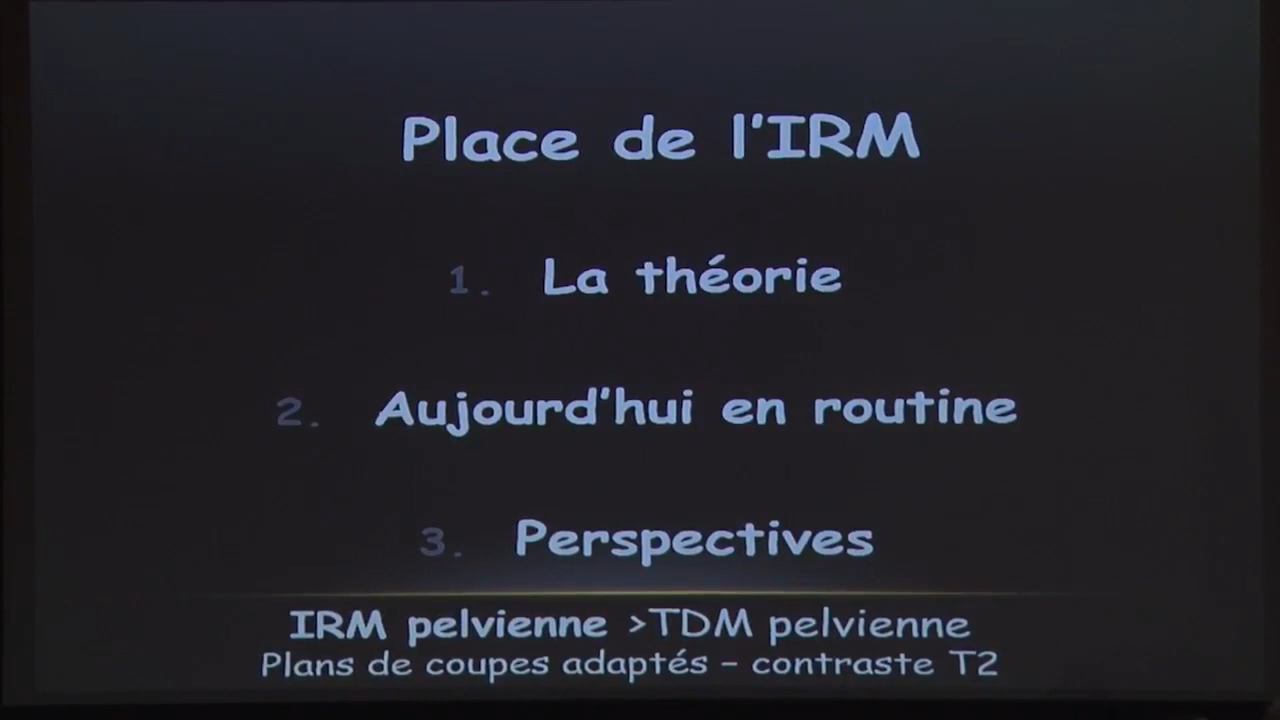 Place de l'IRM
1. La théorie
2. Aujourd'hui en routine
3. Perspectives
IRM pelvienne >TDM pelvienne
Plans de coupes adaptés – contraste T2